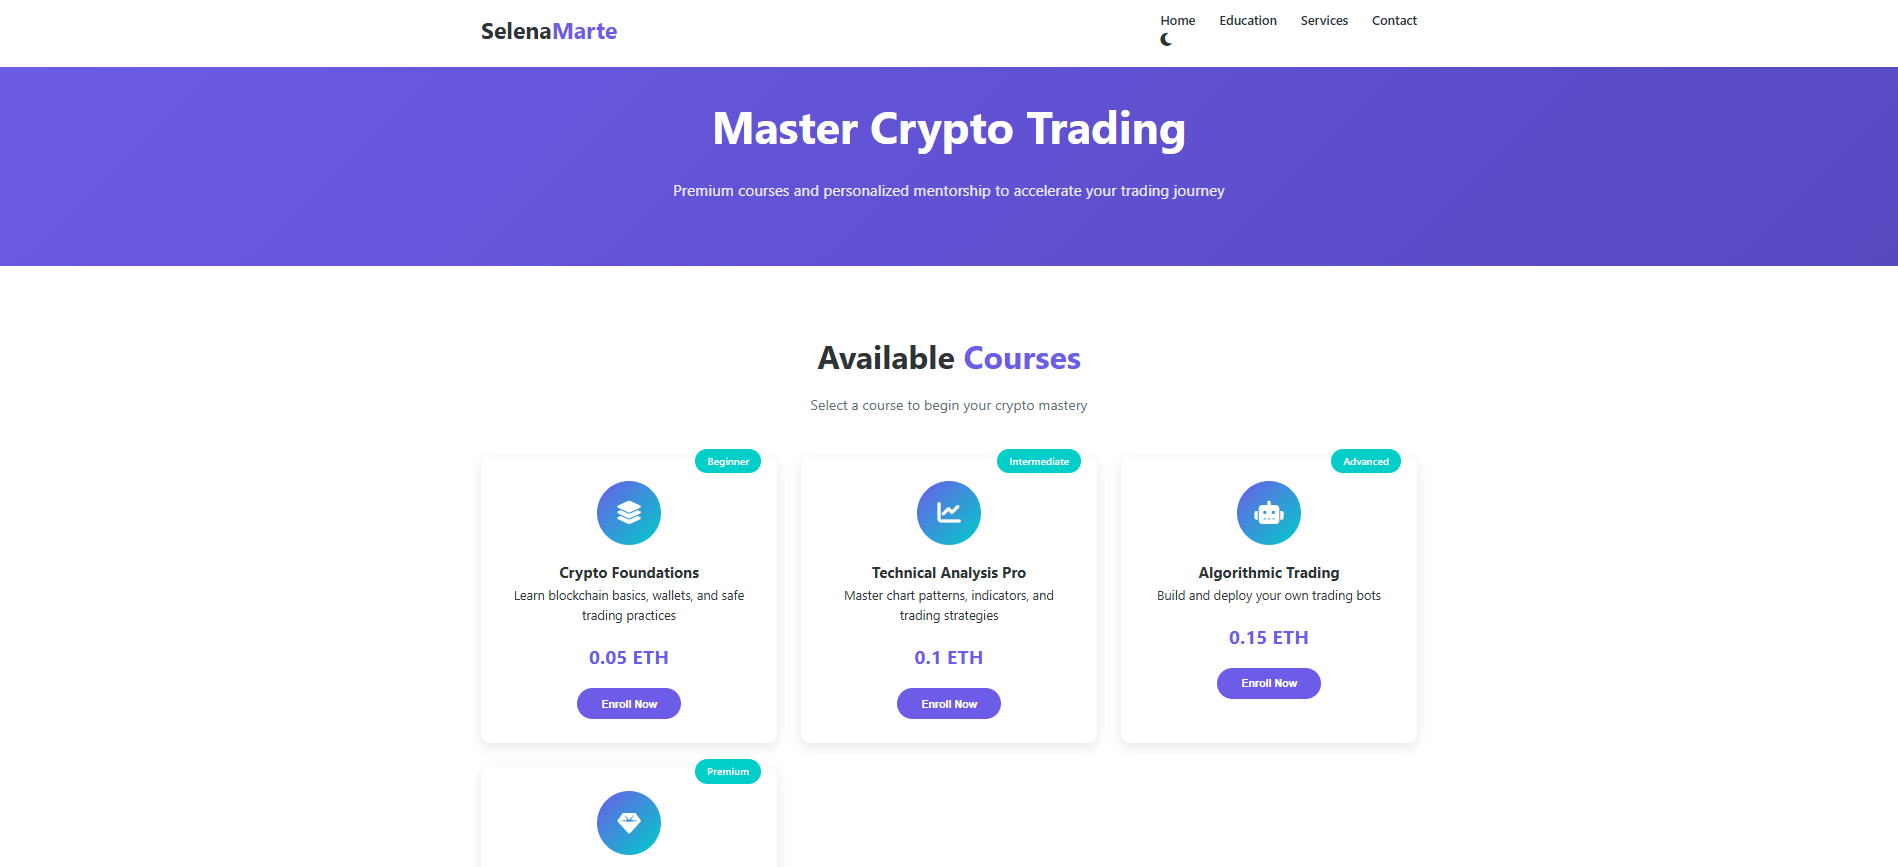 SelenaMarte
Home Education Services Contact
Master Crypto Trading
Premium courses and personalized mentorship to accelerate your trading journey
Available Courses
Select a course to begin your crypto mastery
Beginner
Crypto Foundations
Learn blockchain basics, wallets, and safe
trading practices
0.05 ETH
Enroll Now
Intermediate
Technical Analysis Pro
Master chart patterns, indicators, and
trading strategies
0.1 ETH
Enroll Now
Advanced
Algorithmic Trading
Build and deploy your own trading bots
0.15 ETH
Enroll Now
Premium